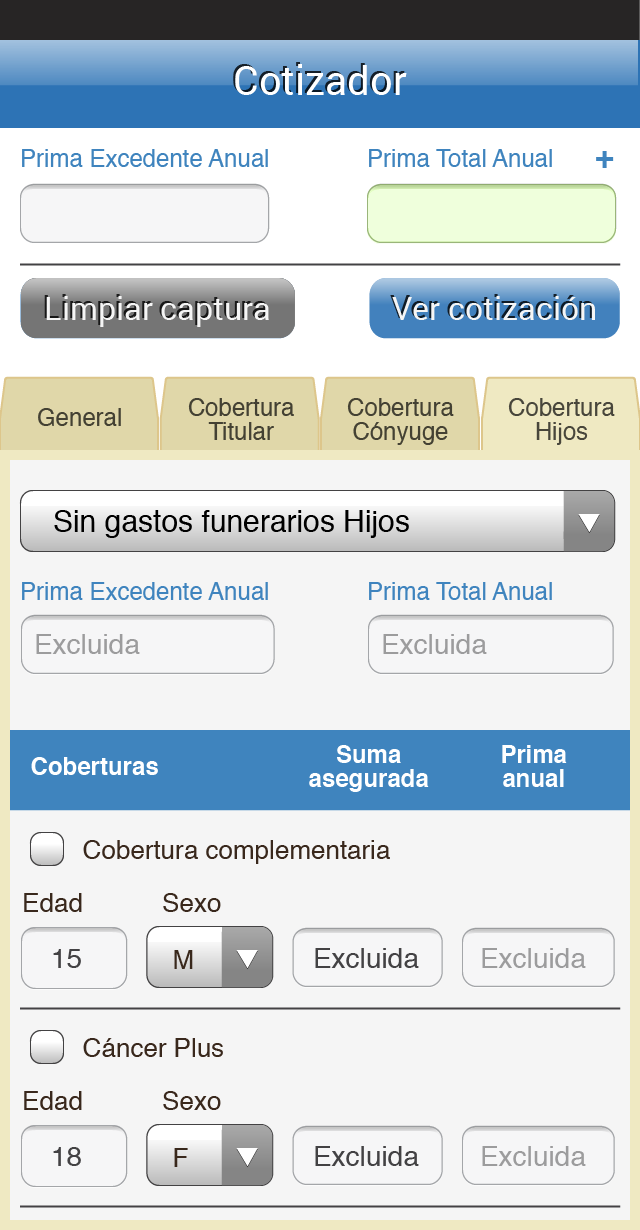 Cotizador
Prima Excedente Anual
Prima Total Anual +
Limpiar captura
Ver cotización
General
Cobertura
Titular
Cobertura
Cónyuge
Cobertura
Hijos
Sin gastos funerarios Hijos
Prima Excedente Anual
Prima Total Anual
Excluida
Excluida
Coberturas
Suma
asegurada
Prima
anual
Cobertura complementaria
Edad
Sexo
15
M
Excluida
Excluida
Cáncer Plus
Edad
Sexo
18
F
Excluida
Excluida